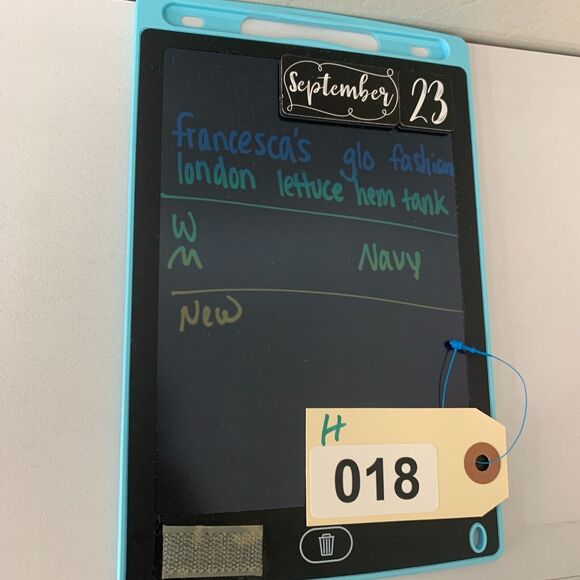 September 23
francesca's glo fashion
london lettuce hem tank
W
M Navy
New
H
018